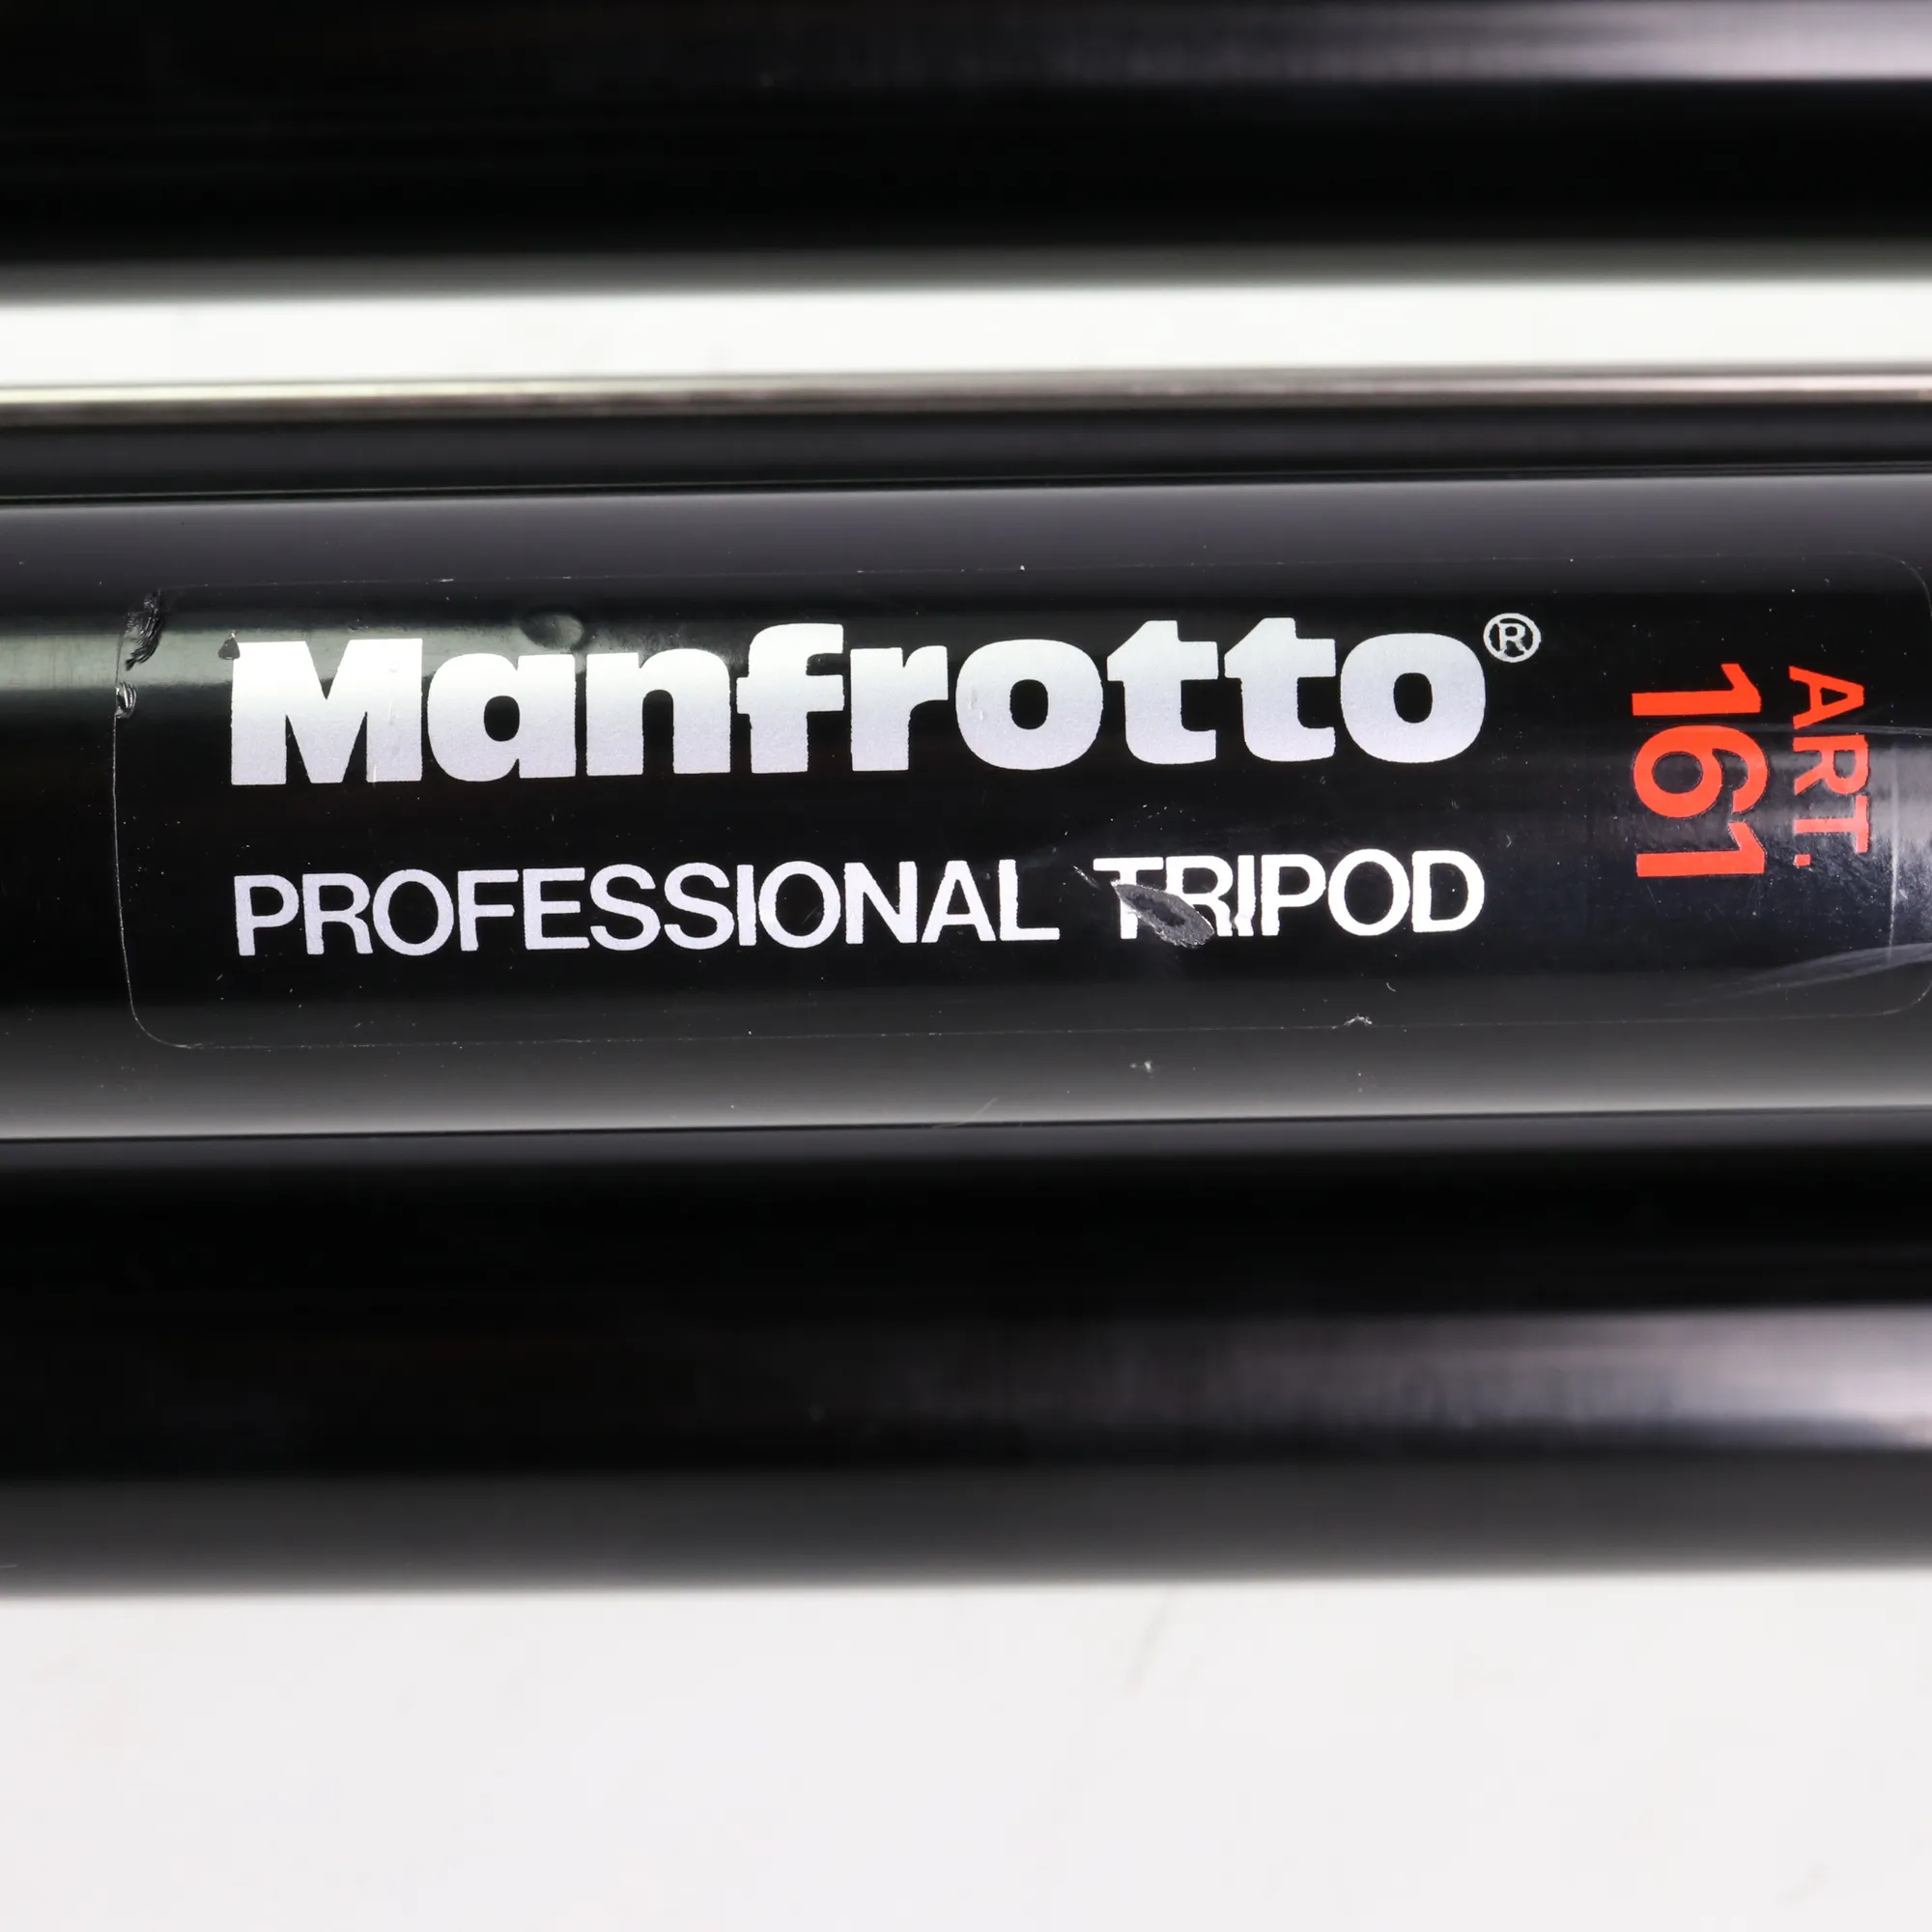 Manfrotto®
PROFESSIONAL TRIPOD
ART.
161